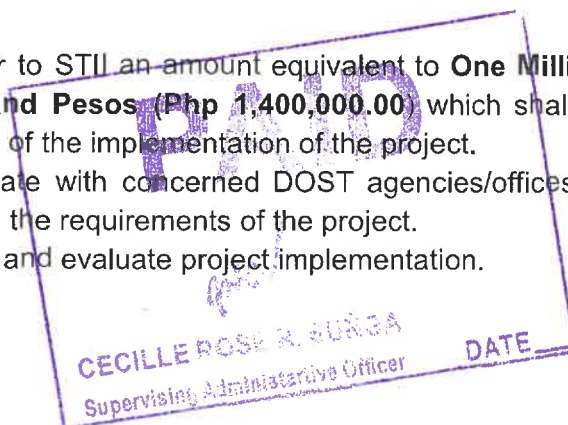 r to STII an amount equivalent to One Milli
nd Pesos (Php 1,400,000.00) which shal
of the implementation of the project.
ate with concerned DOST agencies/offices
the requirements of the project.
and evaluate project implementation.
PAID
CECILLE ROSE R. SUÑGA
Supervising Administartive Officer
DATE